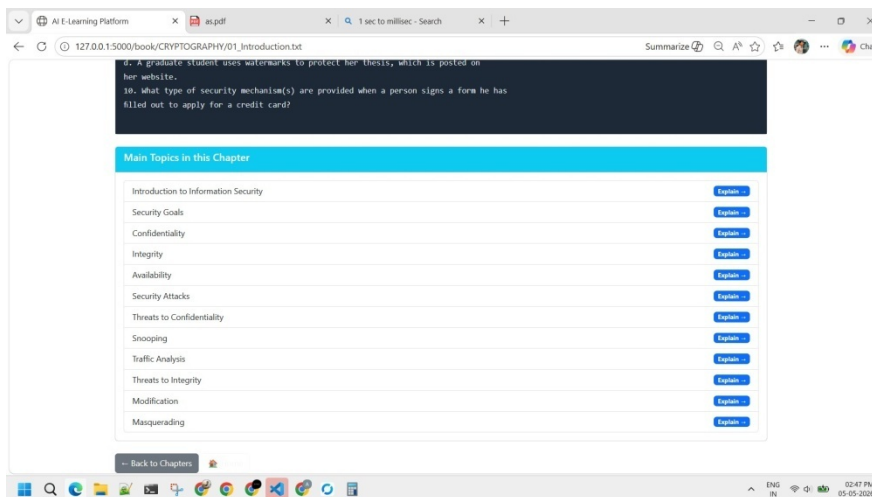 AI E-Learning Platform
as.pdf
1 sec to millisec - Search
127.0.0.1:5000/book/CRYPTOGRAPHY/01_Introduction.txt
Summarize
d. A graduate student uses watermarks to protect her thesis, which is posted on
her website.
10. What type of security mechanism(s) are provided when a person signs a form he has
filled out to apply for a credit card?
Main Topics in this Chapter
Introduction to Information Security Explain →
Security Goals Explain →
Confidentiality Explain →
Integrity Explain →
Availability Explain →
Security Attacks Explain →
Threats to Confidentiality Explain →
Snooping Explain →
Traffic Analysis Explain →
Threats to Integrity Explain →
Modification Explain →
Masquerading Explain →
← Back to Chapters
ENG
IN
02:47 PM